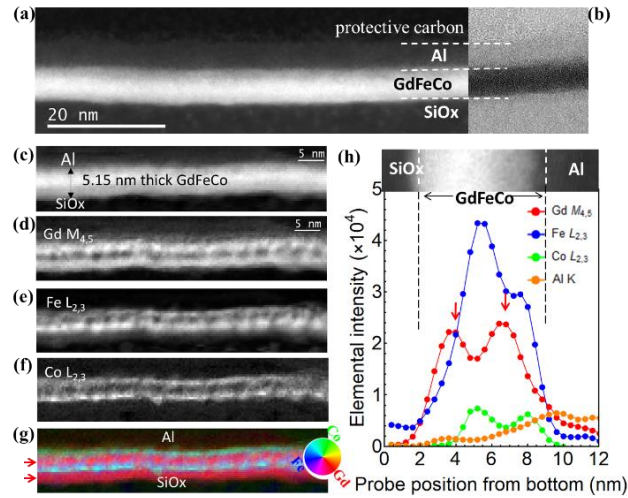 (a)
(b)
protective carbon
Al
GdFeCo
SiOx
20 nm
(c)
Al
5 nm
5.15 nm thick GdFeCo
SiOx
(d)
Gd M4,5
5 nm
(e)
Fe L2,3
(f)
Co L2,3
(g)
Al
SiOx
Co
Fe
Gd
(h)
SiOx
Al
GdFeCo
Elemental intensity (×10⁴)
5
4
3
2
1
0
Gd M4,5
Fe L2,3
Co L2,3
Al K
0 2 4 6 8 10 12
Probe position from bottom (nm)